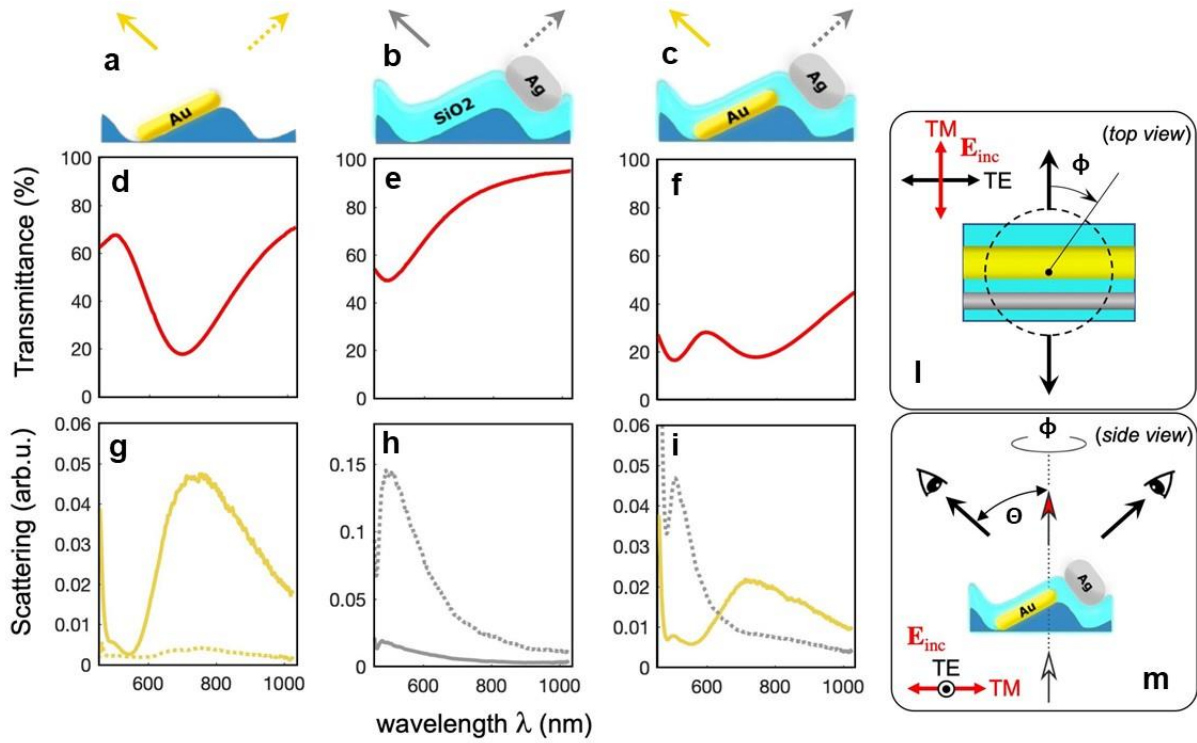 a
b
c
Au
SiO2
Ag
Au
Ag
Transmittance (%)
100
80
60
40
20
0
d
100
80
60
40
20
0
e
100
80
60
40
20
0
f
Scattering (arb.u.)
0.06
0.05
0.04
0.03
0.02
0.01
0
g
600 800 1000
0.15
0.1
0.05
0
h
600 800 1000
0.06
0.05
0.04
0.03
0.02
0.01
0
i
600 800 1000
wavelength λ (nm)
TM
Einc
TE
(top view)
ϕ
l
ϕ
(side view)
Θ
Au
Ag
Einc
TE
TM
m